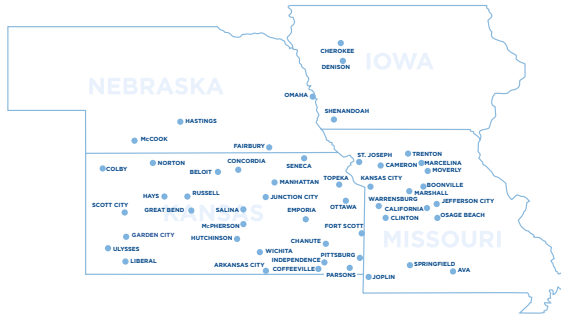 CHEROKEE
IOWA
DENISON
NEBRASKA
OMAHA
SHENANDOAH
HASTINGS
McCOOK
FAIRBURY
ST. JOSEPH
TRENTON
NORTON
CONCORDIA
SENECA
CAMERON
MARCELINA
COLBY
BELOIT
MOVERLY
MANHATTAN
TOPEKA
KANSAS CITY
BOONVILLE
MARSHALL
HAYS
RUSSELL
JUNCTION CITY
WARRENSBURG
JEFFERSON CITY
SCOTT CITY
GREAT BEND
SALINA
KANSAS
EMPORIA
OTTAWA
CALIFORNIA
CLINTON
OSAGE BEACH
McPHERSON
FORT SCOTT
GARDEN CITY
HUTCHINSON
CHANUTE
MISSOURI
ULYSSES
WICHITA
PITTSBURG
LIBERAL
ARKANSAS CITY
INDEPENDENCE
COFFEEVILLE
PARSONS
JOPLIN
SPRINGFIELD
AVA